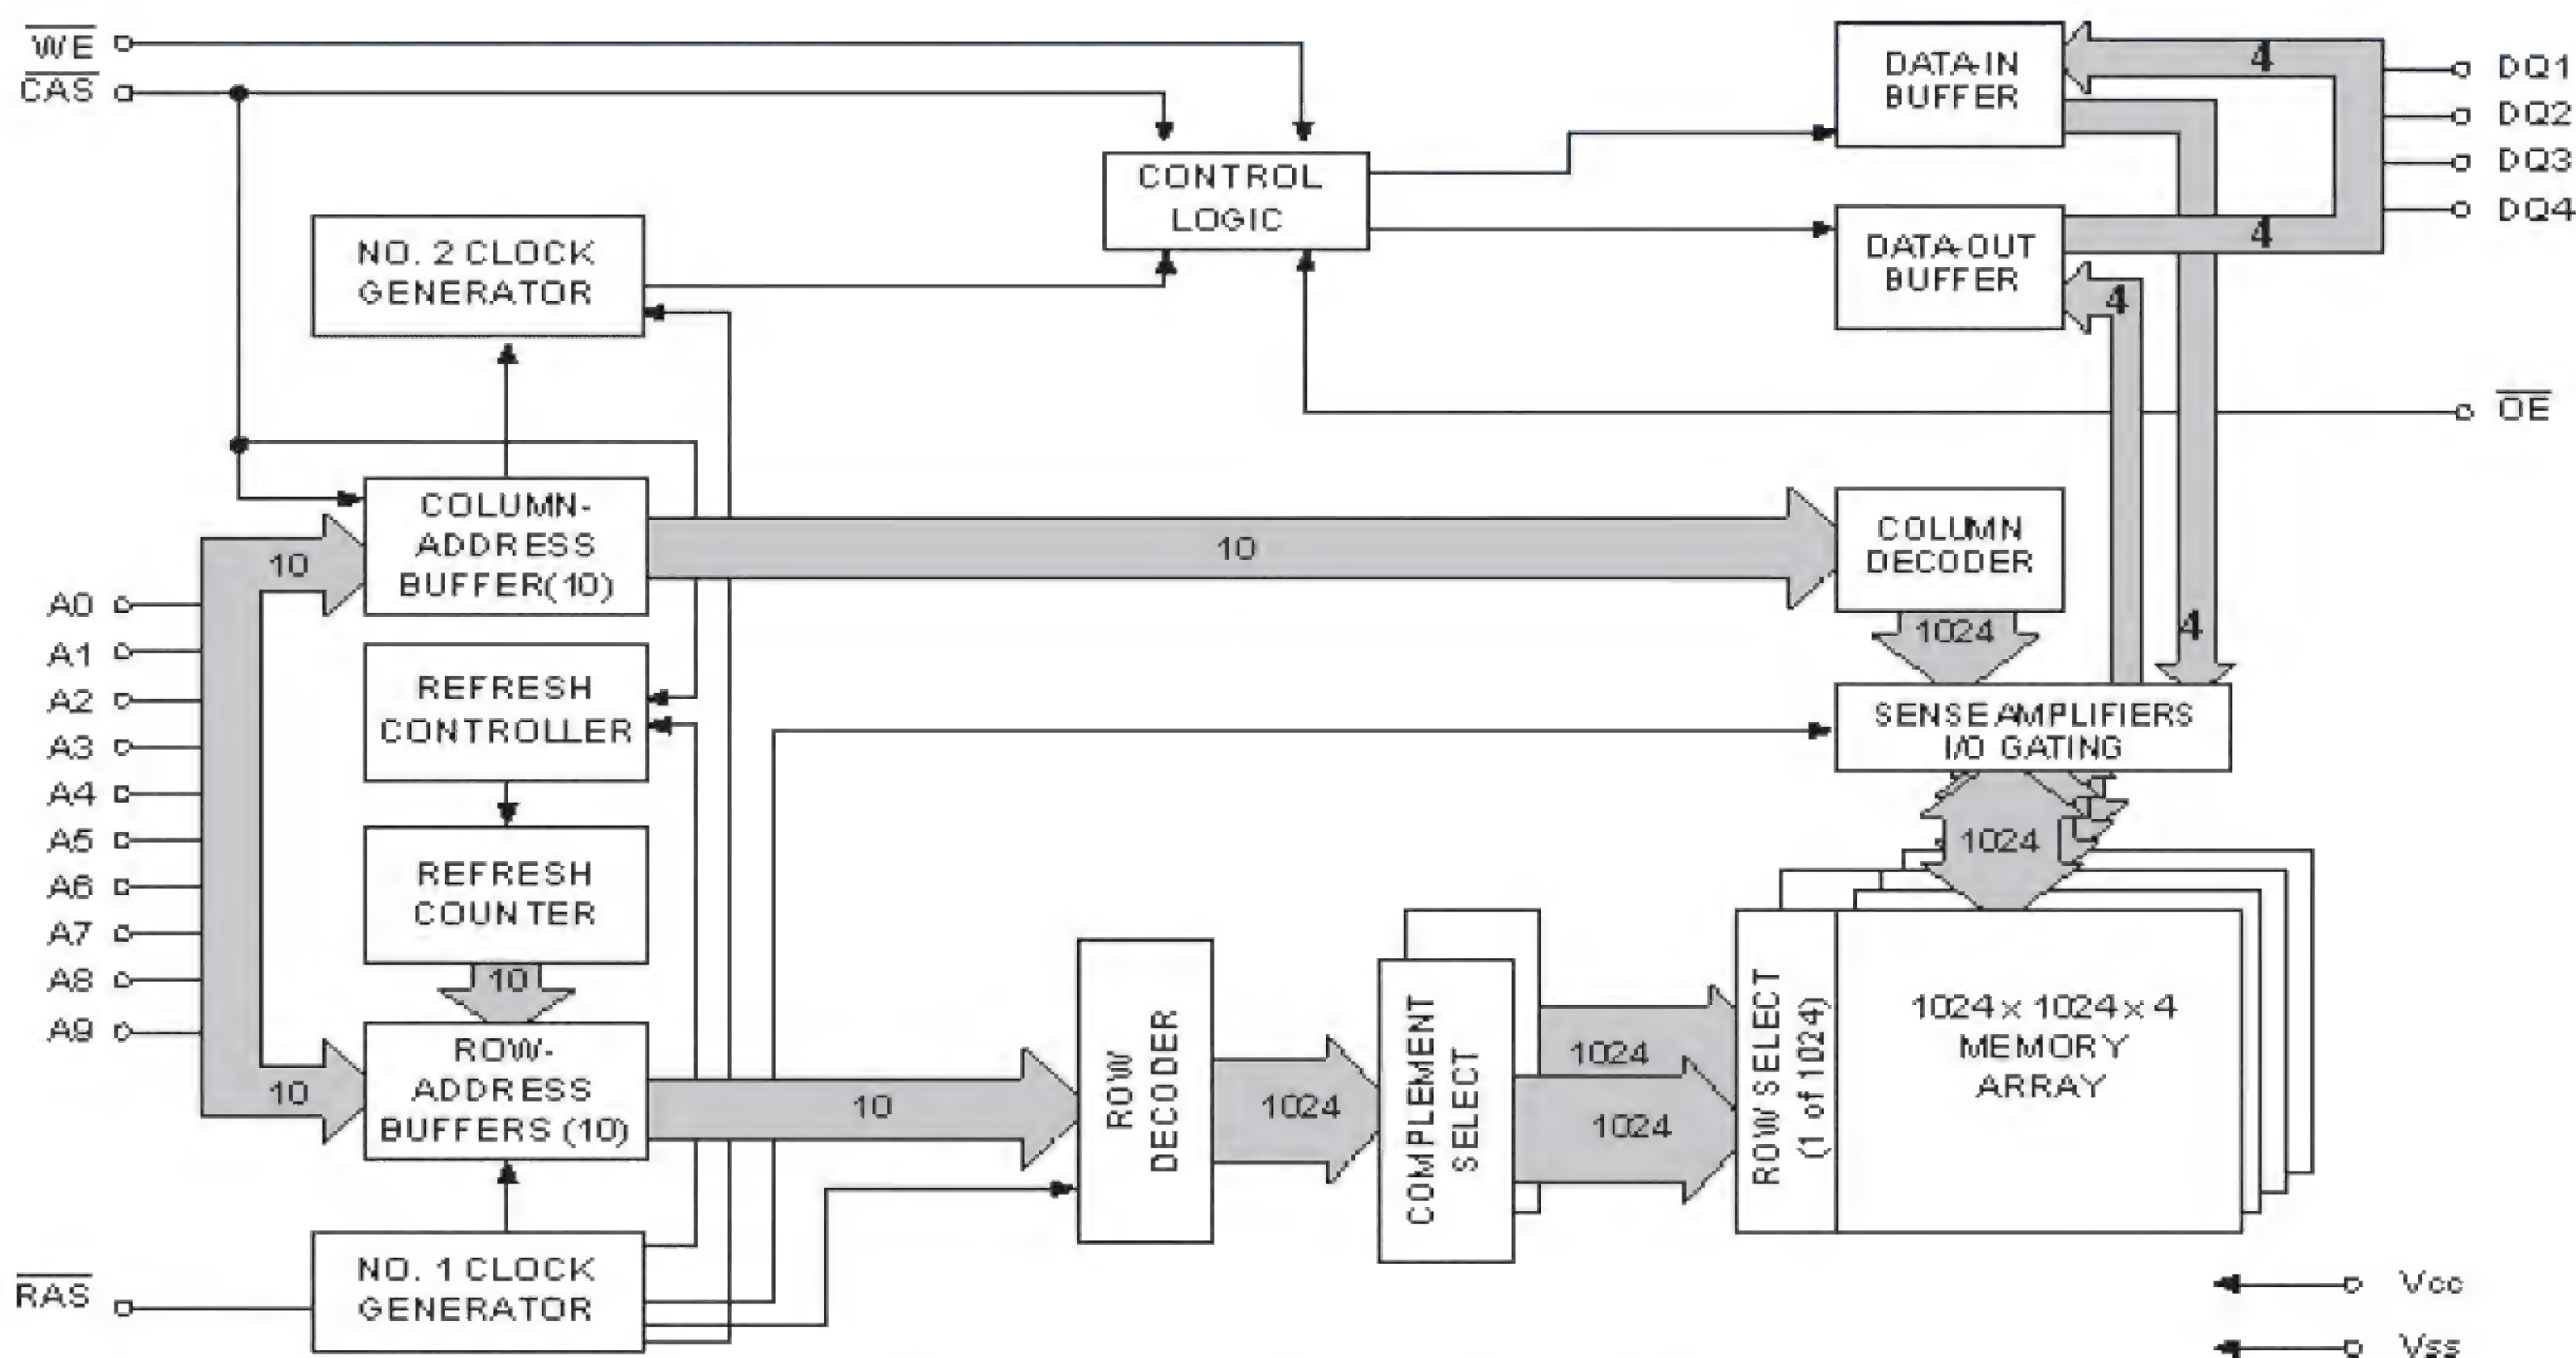 WE
CAS
DATA-IN
BUFFER
4
DQ1
DQ2
DQ3
DQ4
CONTROL
LOGIC
NO. 2 CLOCK
GENERATOR
DATA-OUT
BUFFER
4
4
OE
COLUMN-
ADDRESS
BUFFER(10)
10
10
COLUMN
DECODER
1024
4
A0
A1
A2
A3
A4
A5
A6
A7
A8
A9
REFRESH
CONTROLLER
SENSE AMPLIFIERS
I/O GATING
1024
REFRESH
COUNTER
10
ROW-
ADDRESS
BUFFERS (10)
10
10
ROW
DECODER
1024
COMPLEMENT
SELECT
1024
1024
ROW SELECT
(1 of 1024)
1024 x 1024 x 4
MEMORY
ARRAY
NO. 1 CLOCK
GENERATOR
RAS
Vcc
Vss